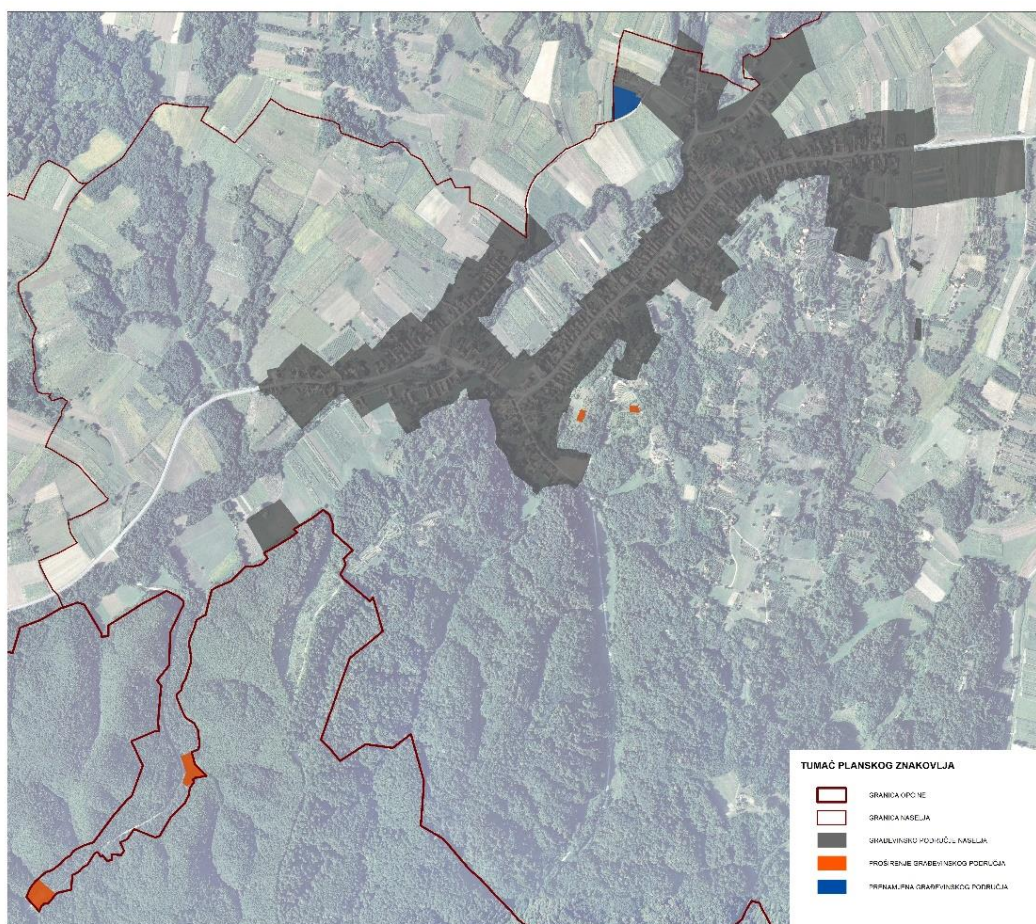 TUMAČ PLANSKOG ZNAKOVLJA
GRANICA OPĆINE
GRANICA NASELJA
GRAĐEVINSKO PODRUČJE NASELJA
PROŠIRENJE GRAĐEVINSKOG PODRUČJA
PRENAMJENA GRAĐEVINSKOG PODRUČJA